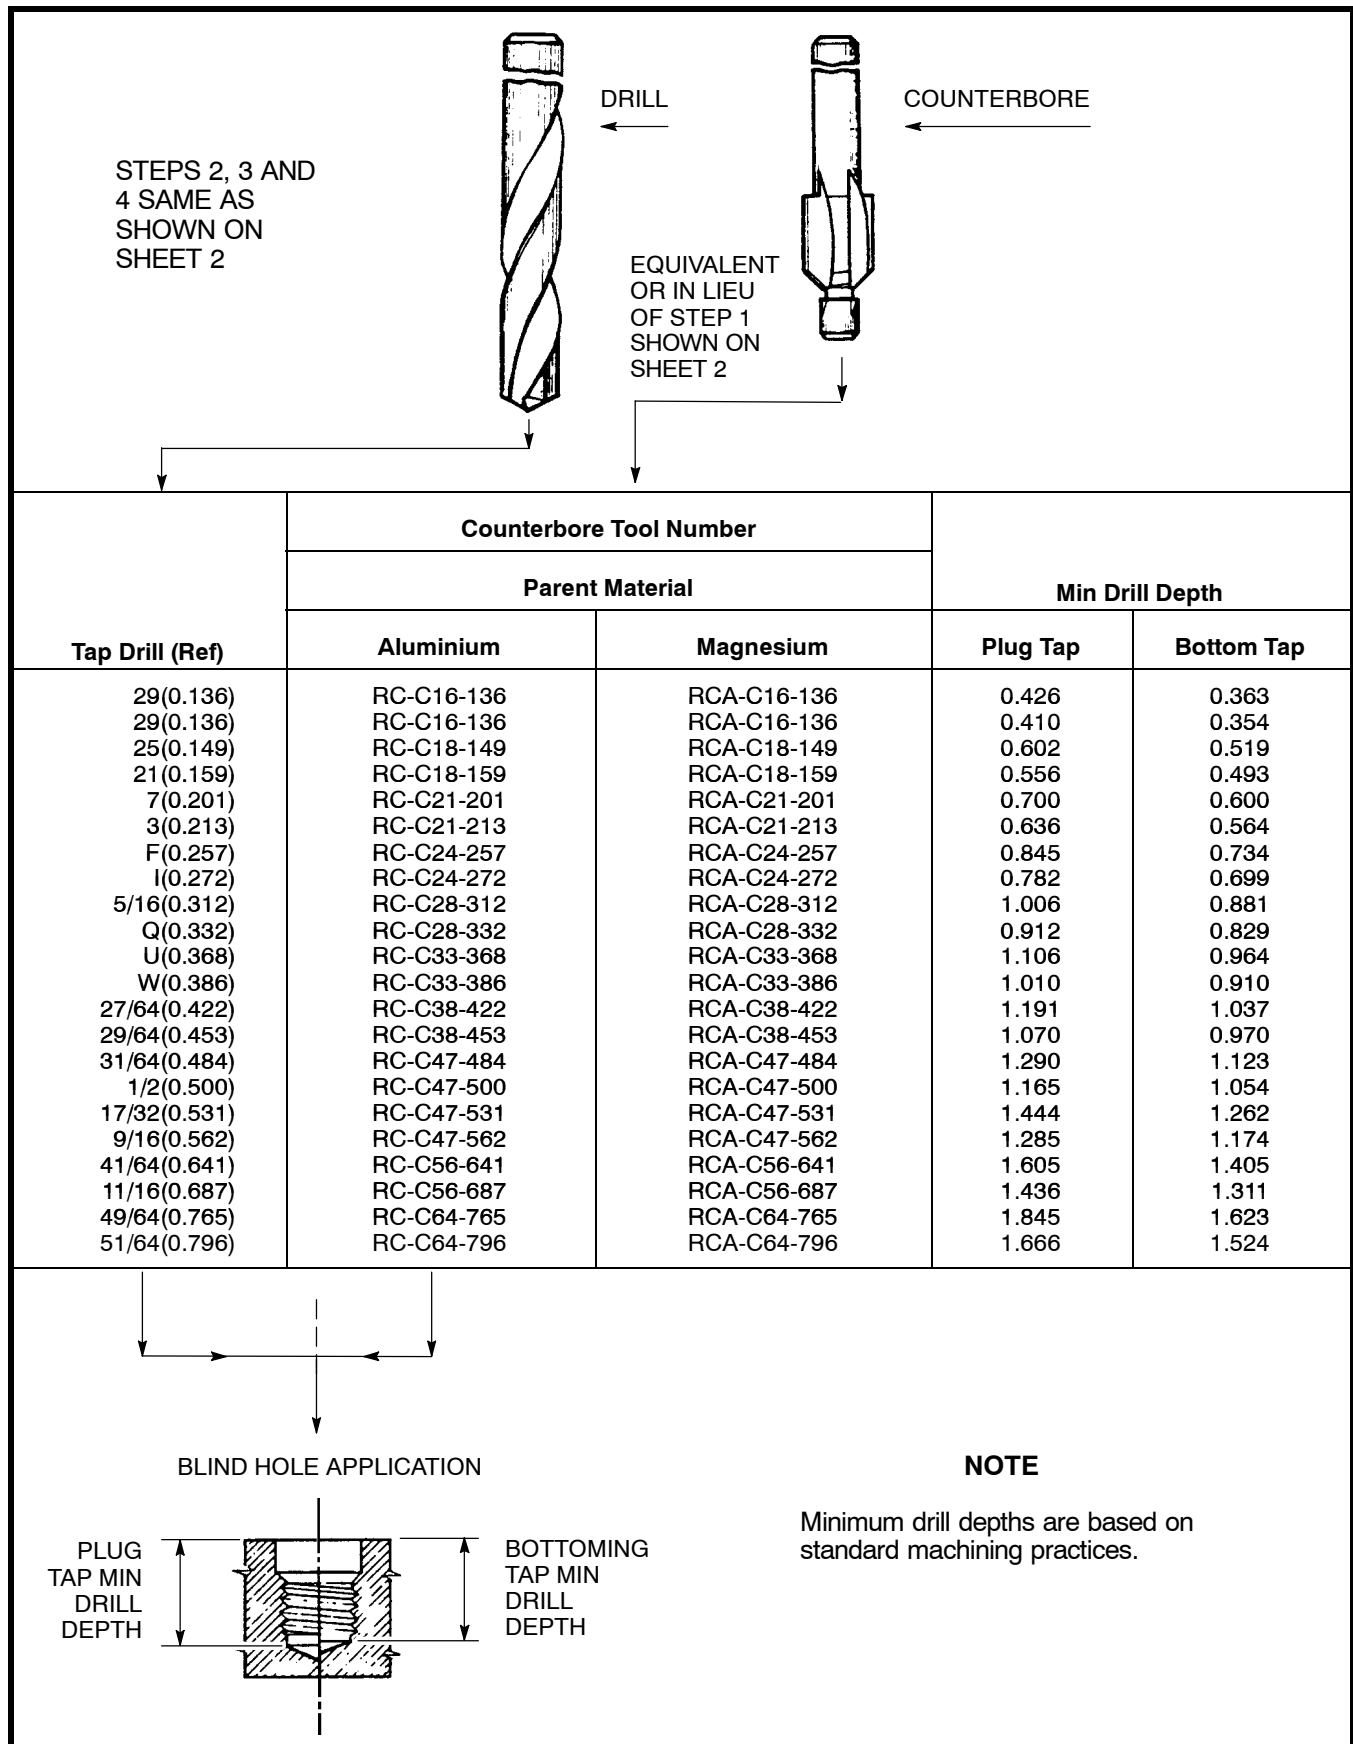 DRILL
COUNTERBORE
STEPS 2, 3 AND
4 SAME AS
SHOWN ON
SHEET 2
EQUIVALENT
OR IN LIEU
OF STEP 1
SHOWN ON
SHEET 2
Counterbore Tool Number
Parent Material
Min Drill Depth
Tap Drill (Ref) Aluminium Magnesium Plug Tap Bottom Tap
29(0.136) RC-C16-136 RCA-C16-136 0.426 0.363
29(0.136) RC-C16-136 RCA-C16-136 0.410 0.354
25(0.149) RC-C18-149 RCA-C18-149 0.602 0.519
21(0.159) RC-C18-159 RCA-C18-159 0.556 0.493
7(0.201) RC-C21-201 RCA-C21-201 0.700 0.600
3(0.213) RC-C21-213 RCA-C21-213 0.636 0.564
F(0.257) RC-C24-257 RCA-C24-257 0.845 0.734
I(0.272) RC-C24-272 RCA-C24-272 0.782 0.699
5/16(0.312) RC-C28-312 RCA-C28-312 1.006 0.881
Q(0.332) RC-C28-332 RCA-C28-332 0.912 0.829
U(0.368) RC-C33-368 RCA-C33-368 1.106 0.964
W(0.386) RC-C33-386 RCA-C33-386 1.010 0.910
27/64(0.422) RC-C38-422 RCA-C38-422 1.191 1.037
29/64(0.453) RC-C38-453 RCA-C38-453 1.070 0.970
31/64(0.484) RC-C47-484 RCA-C47-484 1.290 1.123
1/2(0.500) RC-C47-500 RCA-C47-500 1.165 1.054
17/32(0.531) RC-C47-531 RCA-C47-531 1.444 1.262
9/16(0.562) RC-C47-562 RCA-C47-562 1.285 1.174
41/64(0.641) RC-C56-641 RCA-C56-641 1.605 1.405
11/16(0.687) RC-C56-687 RCA-C56-687 1.436 1.311
49/64(0.765) RC-C64-765 RCA-C64-765 1.845 1.623
51/64(0.796) RC-C64-796 RCA-C64-796 1.666 1.524
BLIND HOLE APPLICATION
PLUG
TAP MIN
DRILL
DEPTH
BOTTOMING
TAP MIN
DRILL
DEPTH
NOTE
Minimum drill depths are based on
standard machining practices.